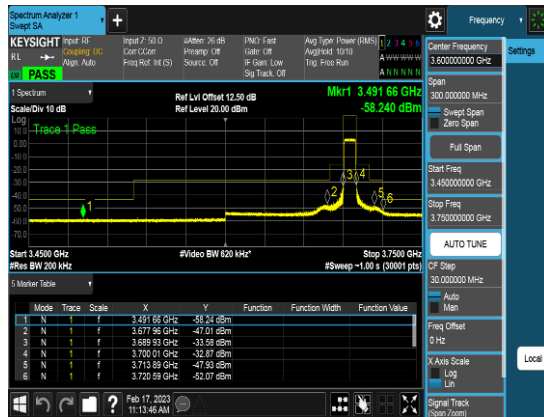 Spectrum Analyzer 1
Swept SA
+
Frequency
KEYSIGHT
RL
PASS
Input: RF
Coupling: DC
Align: Auto
Input Z: 50 Ω
Corr CCorr
Freq Ref: Int (S)
#Atten: 26 dB
Preamp: Off
Source: Off
PNO: Fast
Gate: Off
IF Gain: Low
Sig Track: Off
Avg Type: Power (RMS)
Avg|Hold: 10/10
Trig: Free Run
1 2 3 4 5 6
A W W W W W
A N N N N N
1 Spectrum
Scale/Div 10 dB
Ref Lvl Offset 12.50 dB
Ref Level 20.00 dBm
Mkr1 3.491 66 GHz
-58.240 dBm
Log
Trace 1 Pass
10.0
0.00
-10.0
-20.0
-30.0
-40.0
-50.0
-60.0
-70.0
1
2
3
4
5
6
Start 3.4500 GHz
#Video BW 620 kHz*
Stop 3.7500 GHz
#Res BW 200 kHz
#Sweep ~1.00 s (30001 pts)
5 Marker Table
Mode Trace Scale X Y Function Function Width Function Value
1 N 1 f 3.491 66 GHz -58.24 dBm
2 N 1 f 3.677 96 GHz -47.01 dBm
3 N 1 f 3.689 93 GHz -33.58 dBm
4 N 1 f 3.700 01 GHz -32.87 dBm
5 N 1 f 3.713 89 GHz -47.93 dBm
6 N 1 f 3.720 59 GHz -52.07 dBm
?
Feb 17, 2023
11:13:46 AM
Center Frequency
3.600000000 GHz
Settings
Span
300.000000 MHz
Swept Span
Zero Span
Full Span
Start Freq
3.450000000 GHz
Stop Freq
3.750000000 GHz
AUTO TUNE
CF Step
30.000000 MHz
Auto
Man
Freq Offset
0 Hz
X Axis Scale
Log
Lin
Local
Signal Track
(Span Zoom)